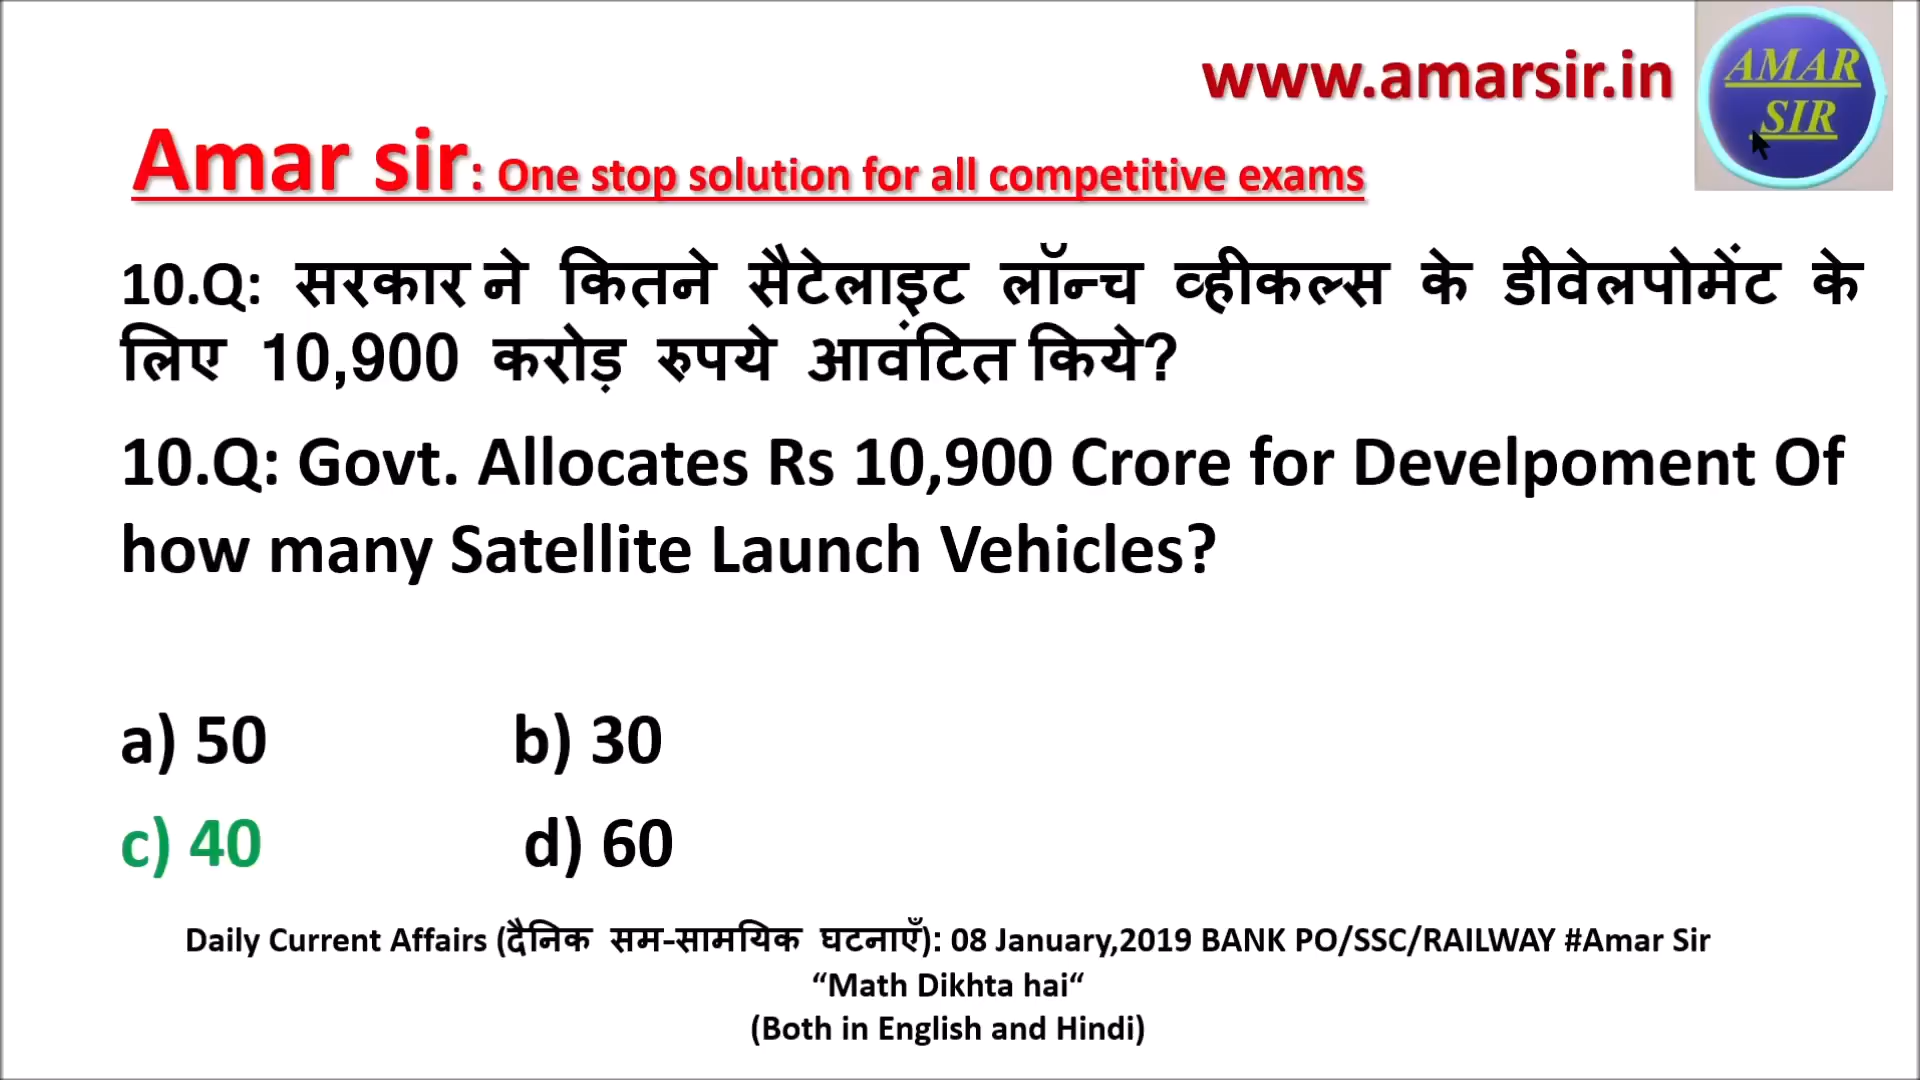 www.amarsir.in
AMAR
SIR
Amar sir: One stop solution for all competitive exams
10.Q: सरकार ने कितने सैटेलाइट लॉन्च व्हीकल्स के डीवेलपोमेंट के
लिए 10,900 करोड़ रुपये आवंटित किये?
10.Q: Govt. Allocates Rs 10,900 Crore for Develpoment Of
how many Satellite Launch Vehicles?
a) 50 b) 30
c) 40 d) 60
Daily Current Affairs (दैनिक सम-सामयिक घटनाएँ): 08 January,2019 BANK PO/SSC/RAILWAY #Amar Sir
“Math Dikhta hai“
(Both in English and Hindi)